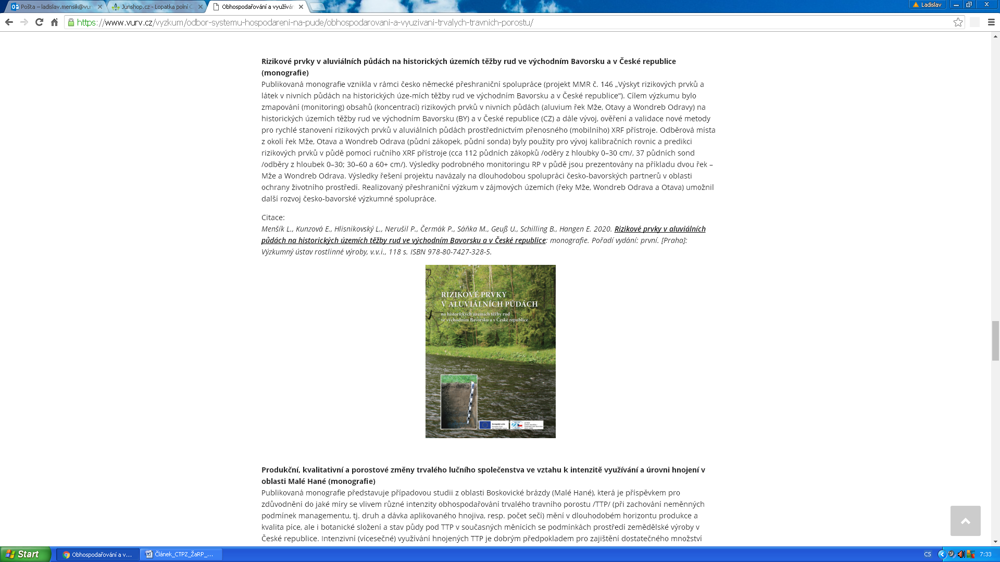 Pošta – ladislav.mensik@vur
Junshop.cz - Lopatka polní Č
Obhospodařování a využívár
Ladislav
https://www.vurv.cz/vyzkum/odbor-systemu-hospodareni-na-pude/obhospodarovani-a-vyuzivani-trvalych-travnich-porostu/
Rizikové prvky v aluviálních půdách na historických územích těžby rud ve východním Bavorsku a v České republice
(monografie)
Publikovaná monografie vznikla v rámci česko německé přeshraniční spolupráce (projekt MMR č. 146 „Výskyt rizikových prvků a
látek v nivních půdách na historických úze-mích těžby rud ve východním Bavorsku a v České republice“). Cílem výzkumu bylo
zmapování (monitoring) obsahů (koncentrací) rizikových prvků v nivních půdách (aluvium řek Mže, Otavy a Wondreb Odravy) na
historických územích těžby rud ve východním Bavorsku (BY) a v České republice (CZ) a dále vývoj, ověření a validace nové metody
pro rychlé stanovení rizikových prvků v aluviálních půdách prostřednictvím přenosného (mobilního) XRF přístroje. Odběrová místa
z okolí řek Mže, Otava a Wondreb Odrava (půdní zákopek, půdní sonda) byly použity pro vývoj kalibračních rovnic a predikci
rizikových prvků v půdě pomocí ručního XRF přístroje (cca 112 půdních zákopků /oděry z hloubky 0–30 cm/, 37 půdních sond
/odběry z hloubek 0–30; 30–60 a 60+ cm/). Výsledky podrobného monitoringu RP v půdě jsou prezentovány na příkladu dvou řek –
Mže a Wondreb Odrava. Výsledky řešení projektu navázaly na dlouhodobou spolupráci česko-bavorských partnerů v oblasti
ochrany životního prostředí. Realizovaný přeshraniční výzkum v zájmových územích (řeky Mže, Wondreb Odrava a Otava) umožnil
další rozvoj česko-bavorské výzkumné spolupráce.
Citace:
Menšík L., Kunzová E., Hlisnikovský L., Nerušil P., Čermák P., Sáňka M., Geuß U., Schilling B., Hangen E. 2020. Rizikové prvky v aluviálních
půdách na historických územích těžby rud ve východním Bavorsku a v České republice: monografie. Pořadí vydání: první. [Praha]:
Výzkumný ústav rostlinné výroby, v.v.i., 118 s. ISBN 978-80-7427-328-5.
RIZIKOVÉ PRVKY
V ALUVIÁLNÍCH PŮDÁCH
na historických územích těžby rud
ve východním Bavorsku a v České republice
Evropská unie
Produkční, kvalitativní a porostové změny trvalého lučního společenstva ve vztahu k intenzitě využívání a úrovni hnojení v
oblasti Malé Hané (monografie)
Publikovaná monografie představuje případovou studii z oblasti Boskovické brázdy (Malé Hané), která je příspěvkem pro
zdůvodnění do jaké míry se vlivem různé intenzity obhospodařování trvalého travního porostu /TTP/ (při zachování neměnných
podmínek managementu, tj. druh a dávka aplikovaného hnojiva, resp. počet sečí) mění v dlouhodobém horizontu produkce a
kvalita píce, ale i botanické složení a stav půdy pod TTP v současných měnících se podmínkách prostředí zemědělské výroby v
České republice. Intenzivní (vícesečné) využívání hnojených TTP je dobrým předpokladem pro zajištění dostatečného množství
Start
Obhospodařování a v...
Článek_CTPZ_ŽaRP_...
CS
7:33